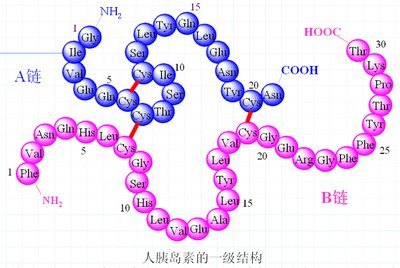 NH₂
1
Gly
Ile
Val
Glu
5
Gln
Cys
Cys
Thr
Ser
Ile
10
Cys
Ser
Leu
Tyr
15
Gln
Leu
Glu
Asn
Tyr
20
Cys
Asn
COOH
A链
1
Phe
NH₂
Val
Asn
Gln
5
His
Leu
Cys
Gly
Ser
10
His
Leu
Val
Glu
Ala
15
Leu
Tyr
Leu
Val
Cys
20
Gly
Glu
Arg
Gly
Phe
Phe
25
Tyr
Thr
Pro
Lys
30
Thr
HOOC
B链
人胰岛素的一级结构